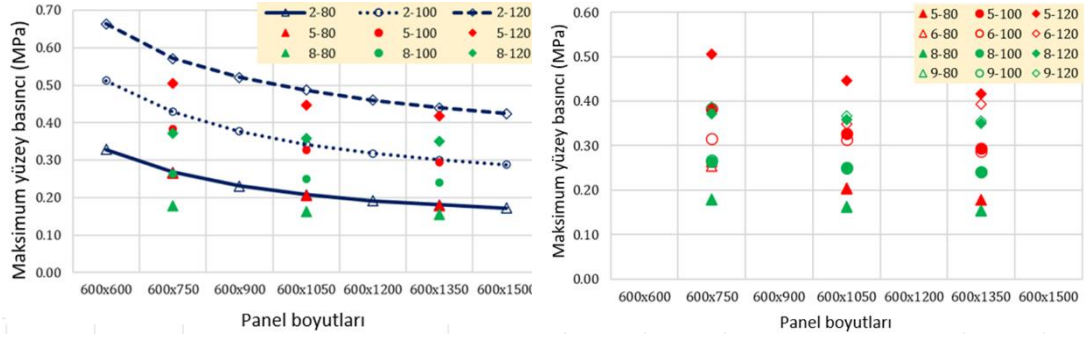 Maksimum yüzey basıncı (MPa)
0.70
0.60
0.50
0.40
0.30
0.20
0.10
0.00
2-80 2-100 2-120
5-80 5-100 5-120
8-80 8-100 8-120
600x600 600x750 600x900 600x1050 600x1200 600x1350 600x1500
Panel boyutları
Maksimum yüzey basıncı (MPa)
0.60
0.50
0.40
0.30
0.20
0.10
0.00
5-80 5-100 5-120
6-80 6-100 6-120
8-80 8-100 8-120
9-80 9-100 9-120
600x600 600x750 600x900 600x1050 600x1200 600x1350 600x1500
Panel boyutları